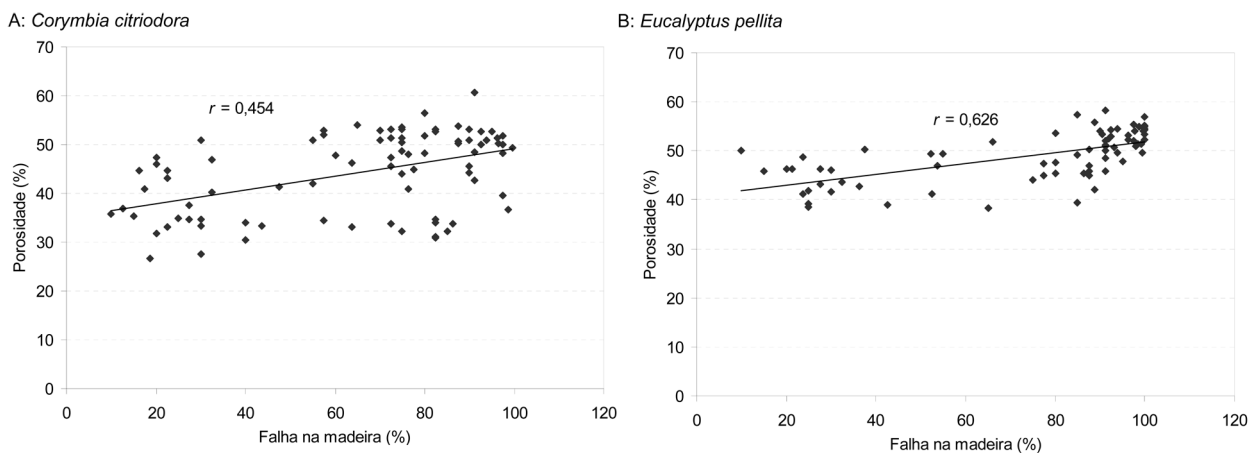 A: Corymbia citriodora
70
60
50
40
30
20
10
0
Porosidade (%)
r = 0,454
0 20 40 60 80 100 120
Falha na madeira (%)
B: Eucalyptus pellita
70
60
50
40
30
20
10
0
Porosidade (%)
r = 0,626
0 20 40 60 80 100 120
Falha na madeira (%)